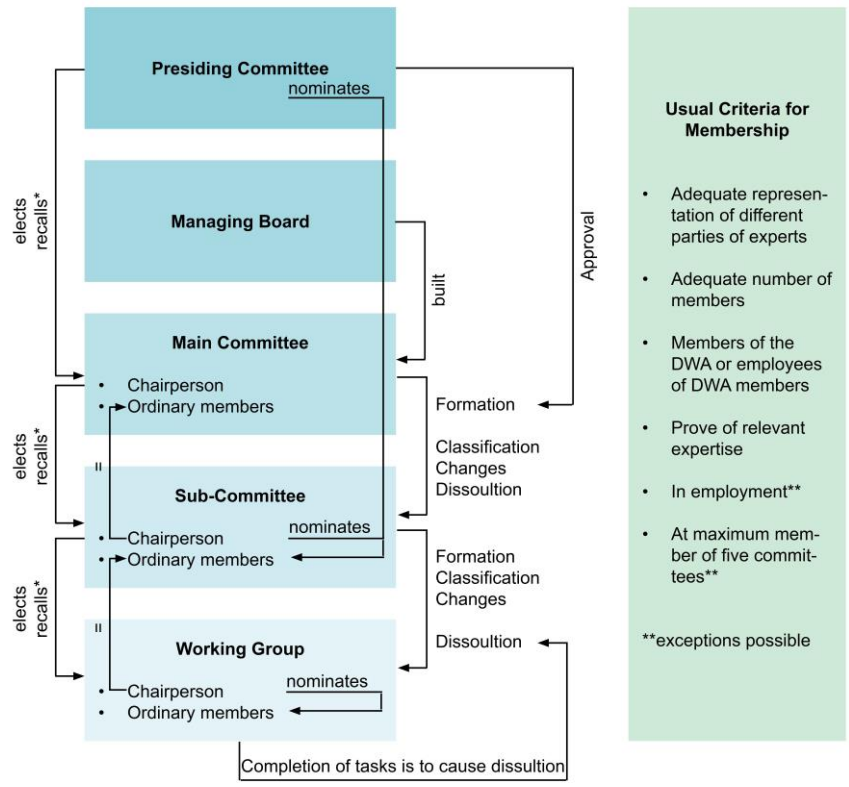 Presiding Committee
nominates
elects
recalls*
Managing Board
Approval
built
Main Committee
• Chairperson
• Ordinary members
Formation
Classification
Changes
Dissoultion
elects
recalls*
=
Sub-Committee
• Chairperson
nominates
• Ordinary members
Formation
Classification
Changes
Dissoultion
elects
recalls*
=
Working Group
• Chairperson
nominates
• Ordinary members
Completion of tasks is to cause dissultion
Usual Criteria for
Membership
• Adequate represen-
tation of different
parties of experts
• Adequate number of
members
• Members of the
DWA or employees
of DWA members
• Prove of relevant
expertise
• In employment**
• At maximum mem-
ber of five commit-
tees**
**exceptions possible